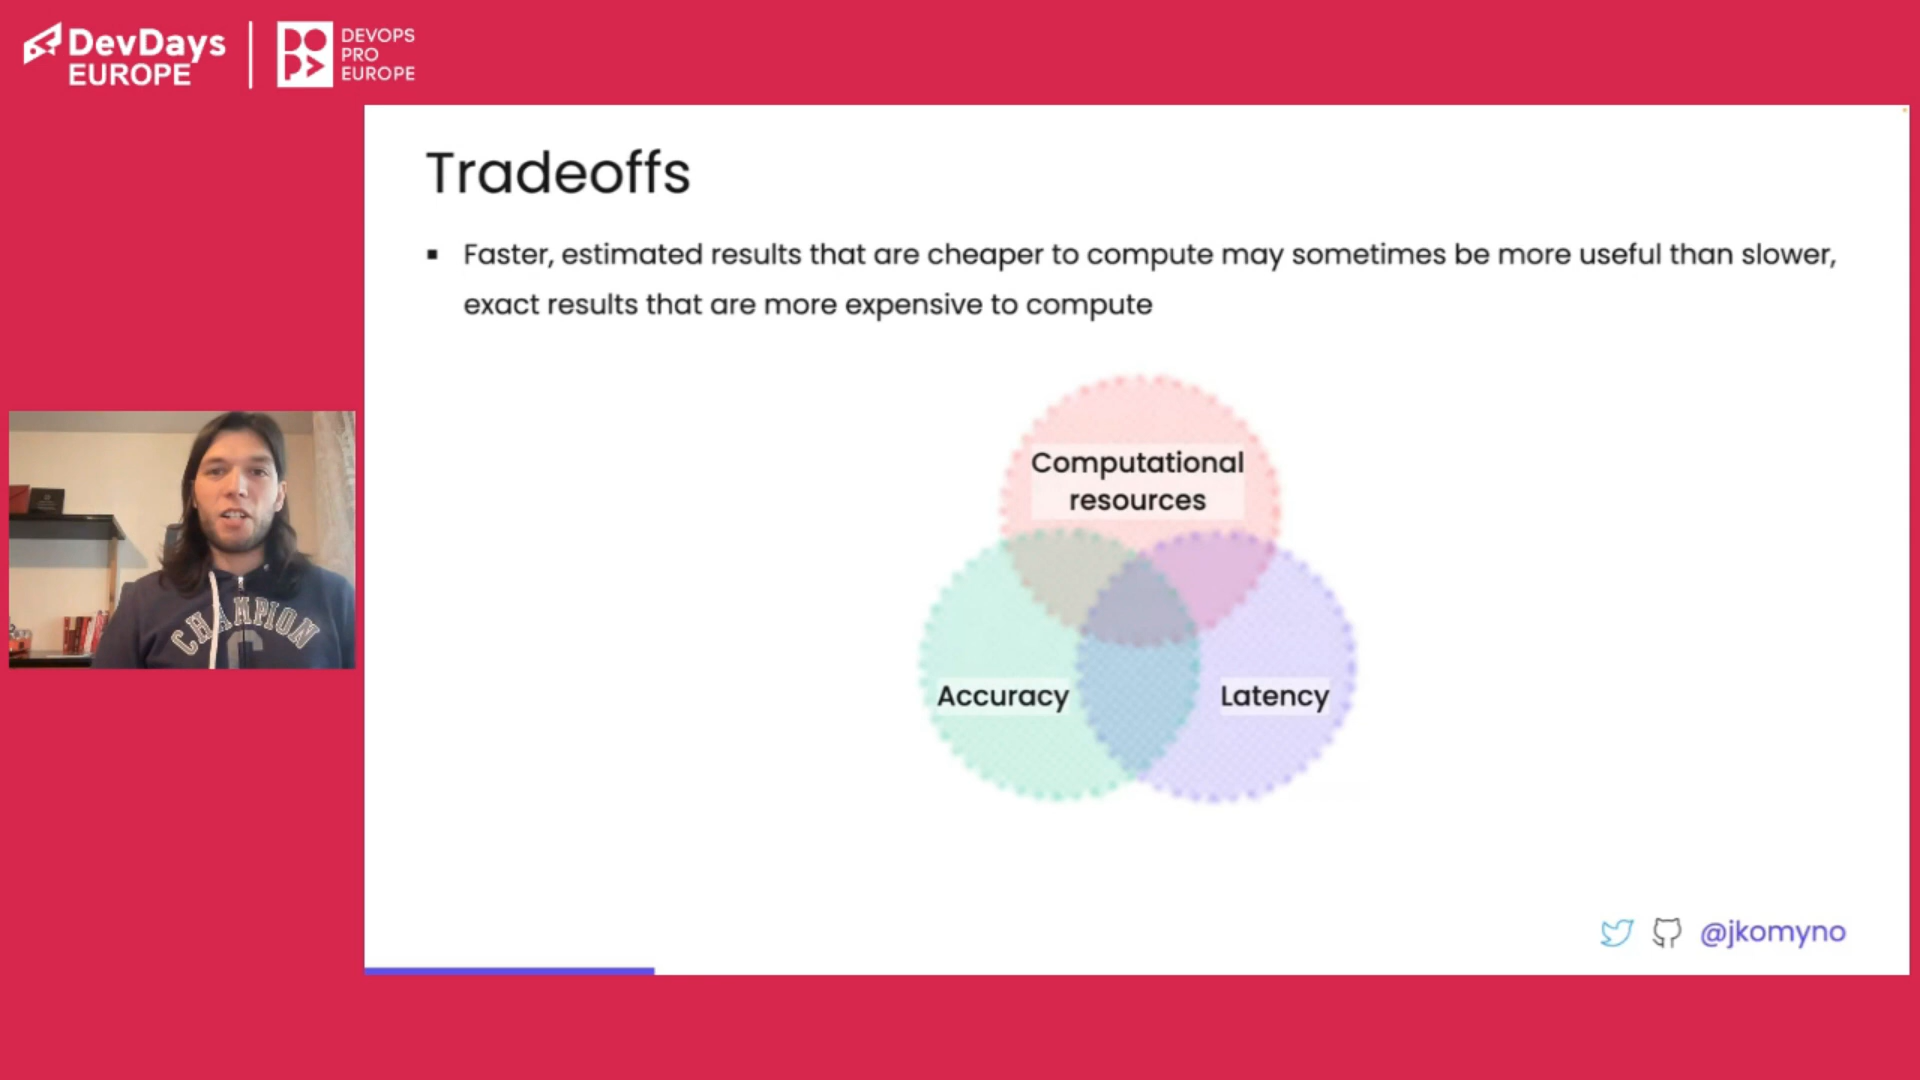 DevDays
EUROPE
DEVOPS
PRO
EUROPE
Tradeoffs
Faster, estimated results that are cheaper to compute may sometimes be more useful than slower,
exact results that are more expensive to compute
Computational
resources
Accuracy
Latency
CHAMPION
C
@jkomyno